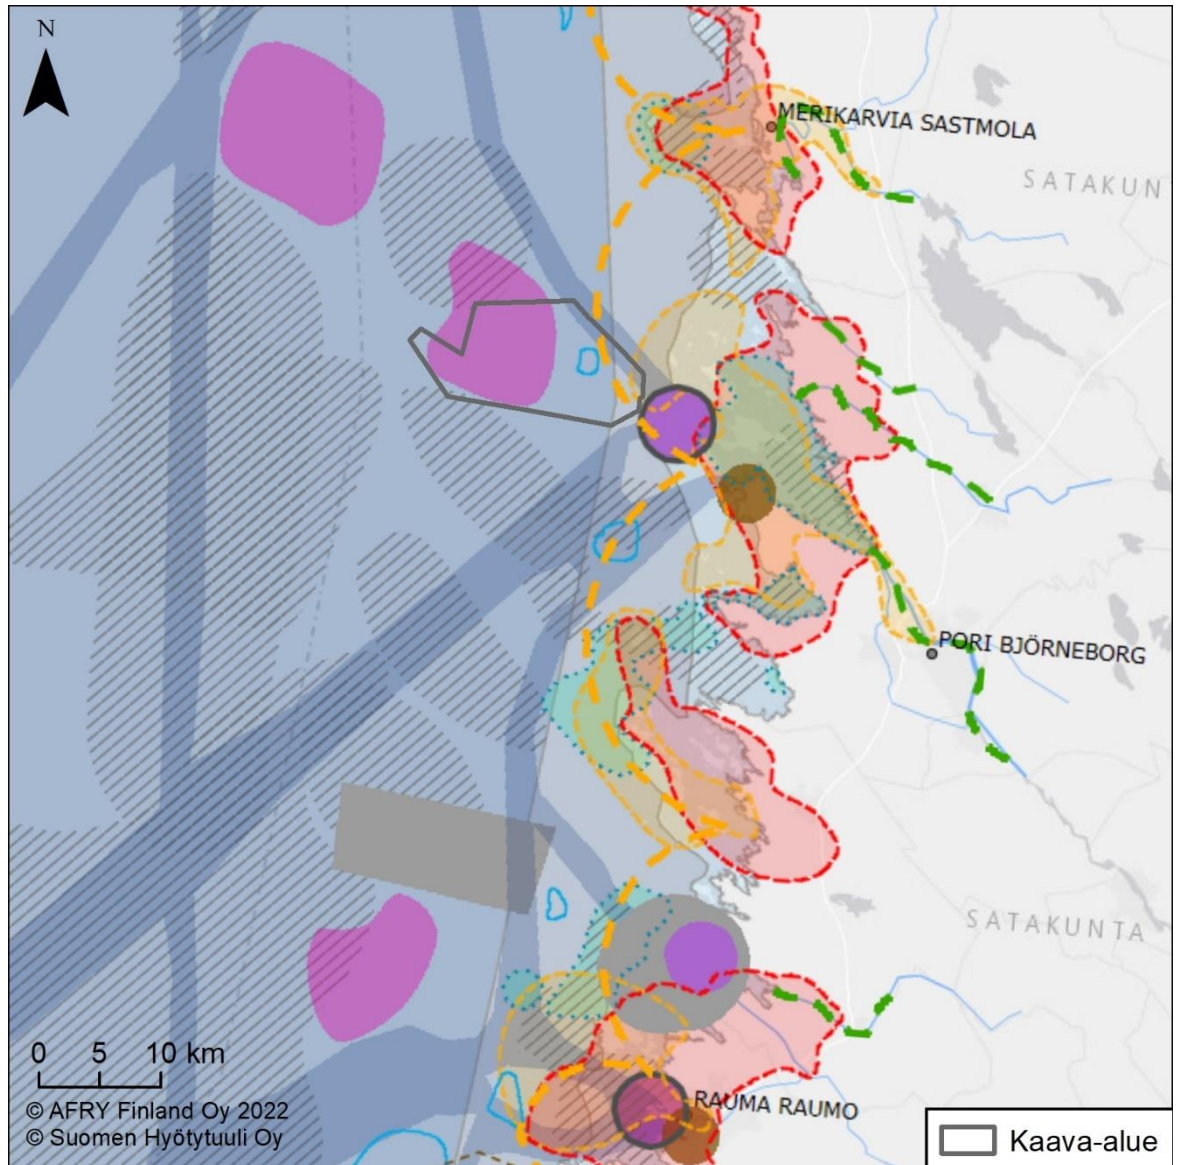 N
MERIKARVIA SASTMOLA
SATAKUN
PORI BJÖRNEBORG
SATAKUNTA
0 5 10 km
RAUMA RAUMO
© AFRY Finland Oy 2022
© Suomen Hyötytuuli Oy
Kaava-alue